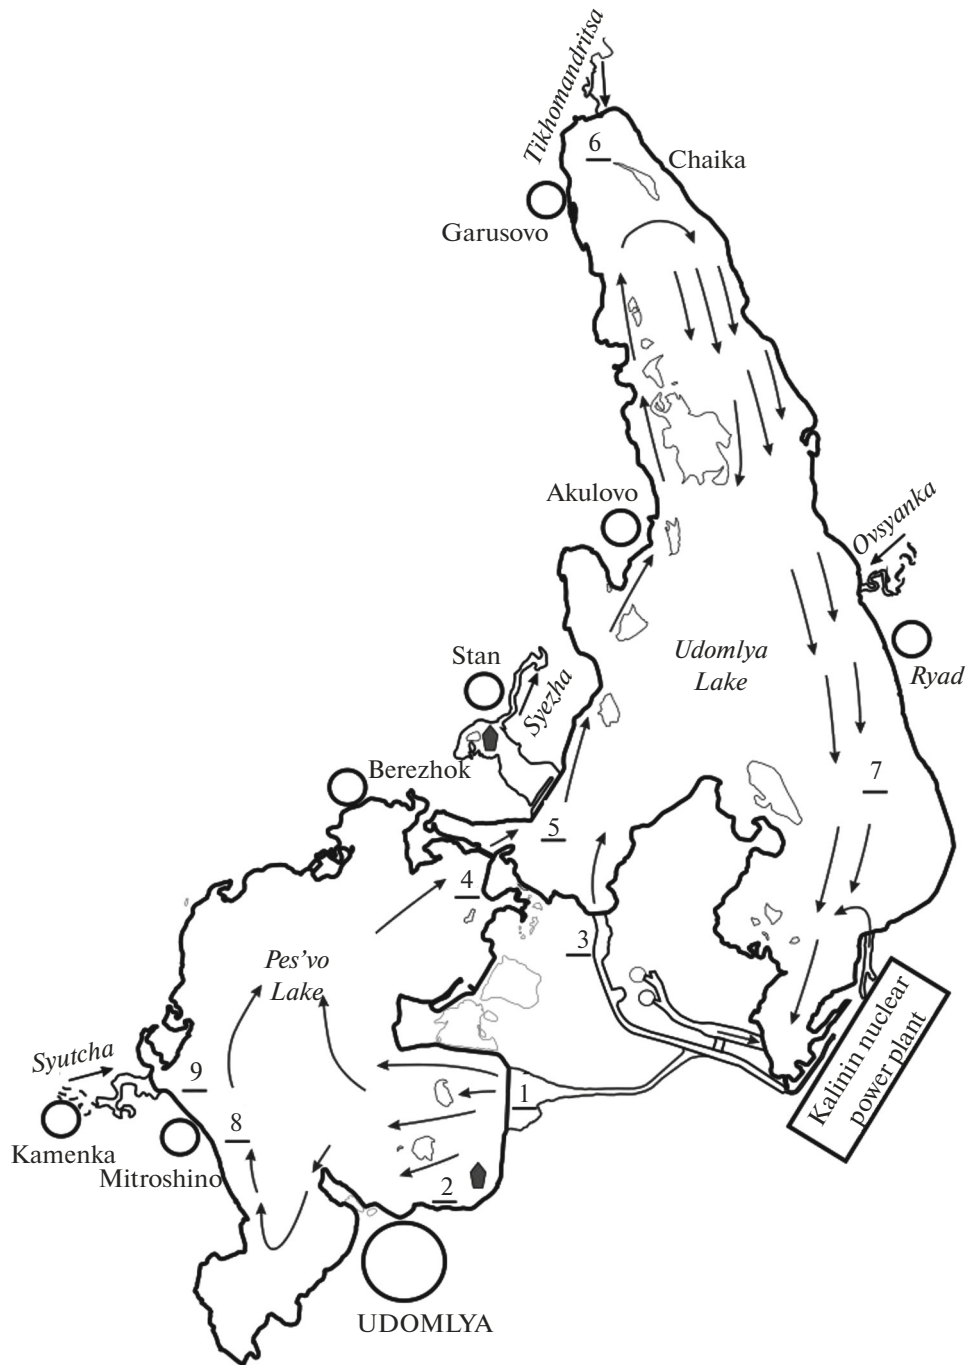 Tikhomandritsa
6
Chaika
Garusovo
Akulovo
Ovsyanka
Udomlya
Lake
Ryad
Stan
Syezha
Berezhok
7
5
4
3
Pes'vo
Lake
Syutcha
9
1
8
Kamenka
Mitroshino
2
Kalinin nuclear
power plant
UDOMLYA